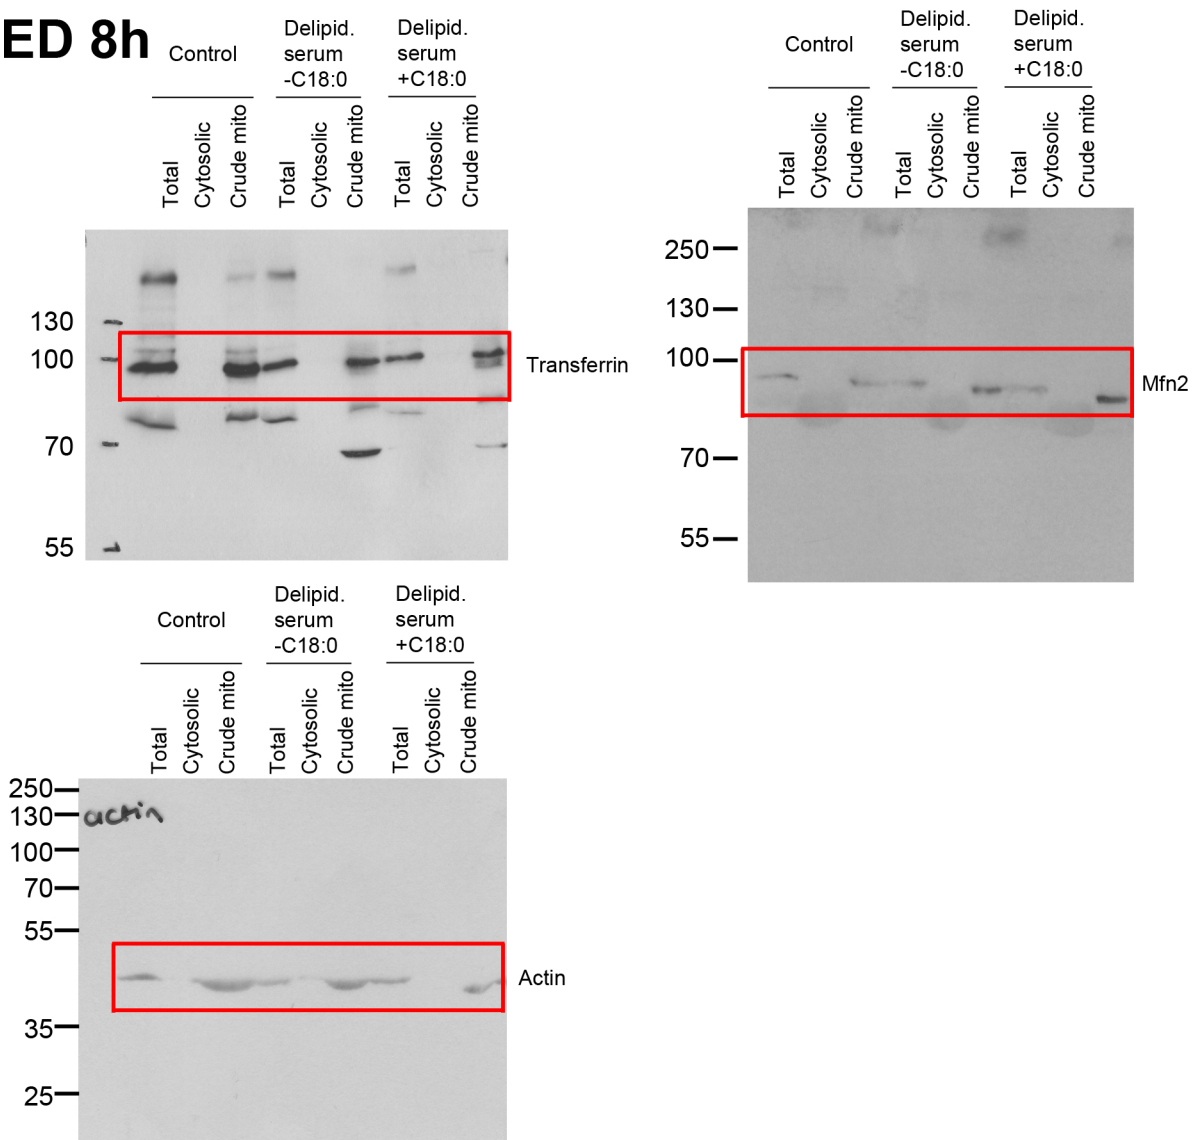 ED 8h
Control
Delipid.
serum
-C18:0
Delipid.
serum
+C18:0
Total
Cytosolic
Crude mito
Total
Cytosolic
Crude mito
Total
Cytosolic
Crude mito
130
100
70
55
Transferrin
Control
Delipid.
serum
-C18:0
Delipid.
serum
+C18:0
Total
Cytosolic
Crude mito
Total
Cytosolic
Crude mito
Total
Cytosolic
Crude mito
250
130
100
70
55
Mfn2
Control
Delipid.
serum
-C18:0
Delipid.
serum
+C18:0
Total
Cytosolic
Crude mito
Total
Cytosolic
Crude mito
Total
Cytosolic
Crude mito
250
130
100
70
55
35
25
actin
Actin